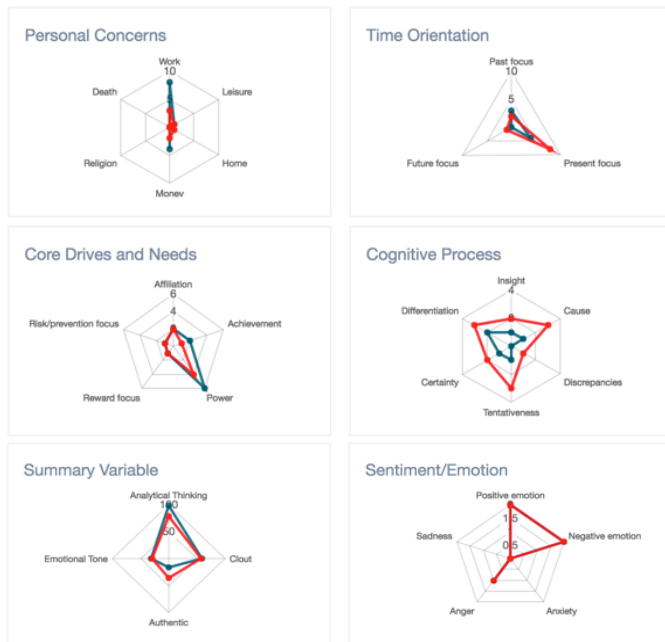 Personal Concerns
Work
10
Death
Leisure
Religion
Home
Monev
Time Orientation
Past focus
10
5
Future focus
Present focus
Core Drives and Needs
Affiliation
6
4
Risk/prevention focus
Achievement
Reward focus
Power
Cognitive Process
Insight
4
Differentiation
Cause
Certainty
Discrepancies
Tentativeness
Summary Variable
Analytical Thinking
100
50
Emotional Tone
Clout
Authentic
Sentiment/Emotion
Positive emotion
1.5
Sadness
Negative emotion
0.5
Anger
Anxiety